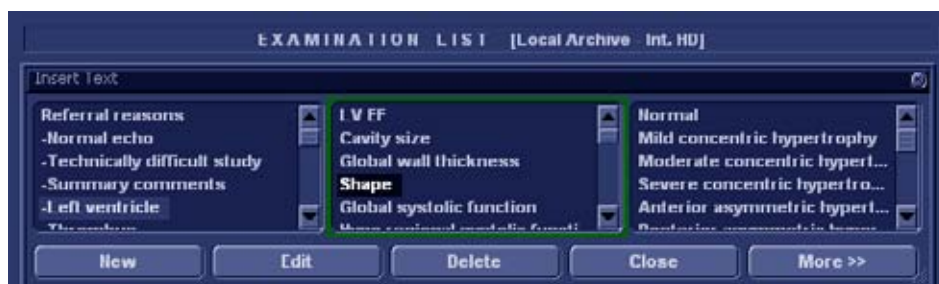 EXAMINATION LIST [Local Archive - Int. HD]
Insert Text
Referral reasons
-Normal echo
-Technically difficult study
-Summary comments
-Left ventricle
LV EF
Cavity size
Global wall thickness
Shape
Global systolic function
Normal
Mild concentric hypertrophy
Moderate concentric hypert...
Severe concentric hypertro...
Anterior asymmetric hypert...
New
Edit
Delete
Close
More >>